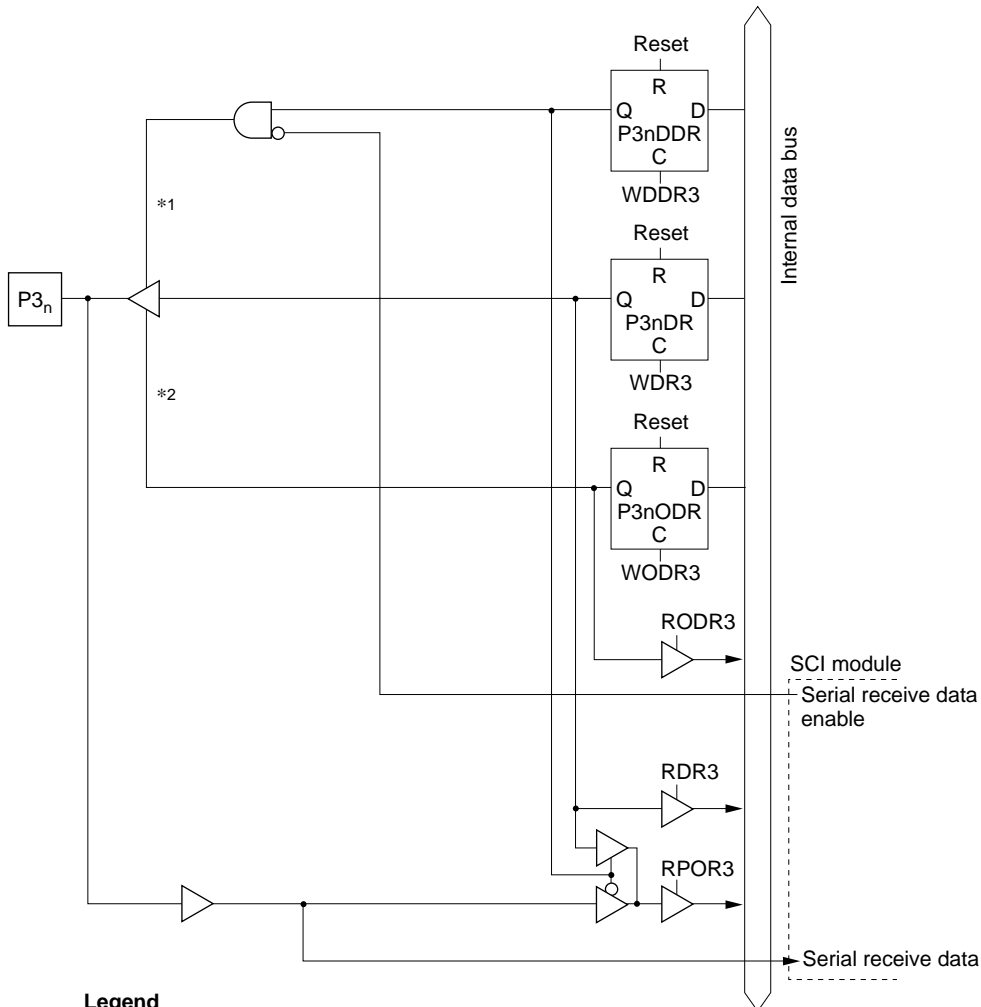 Reset
R
Q D
P3nDDR
C
WDDR3
Internal data bus
*1
Reset
R
P3n
Q D
P3nDR
C
WDR3
*2
Reset
R
Q D
P3nODR
C
WODR3
RODR3
SCI module
Serial receive data
enable
RDR3
RPOR3
Serial receive data
Legend